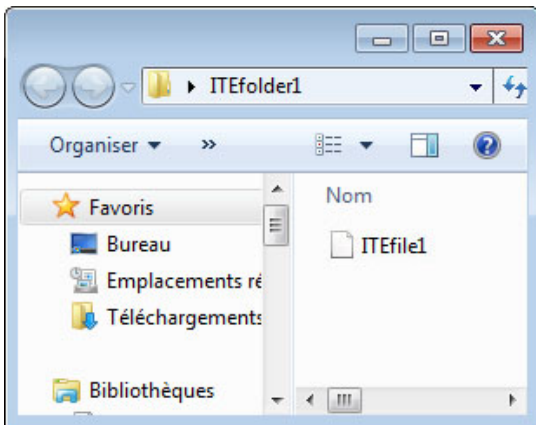 ITEfolder1
Organiser
»
Favoris
Bureau
Emplacements ré
Téléchargements
Bibliothèques
Nom
ITEfile1